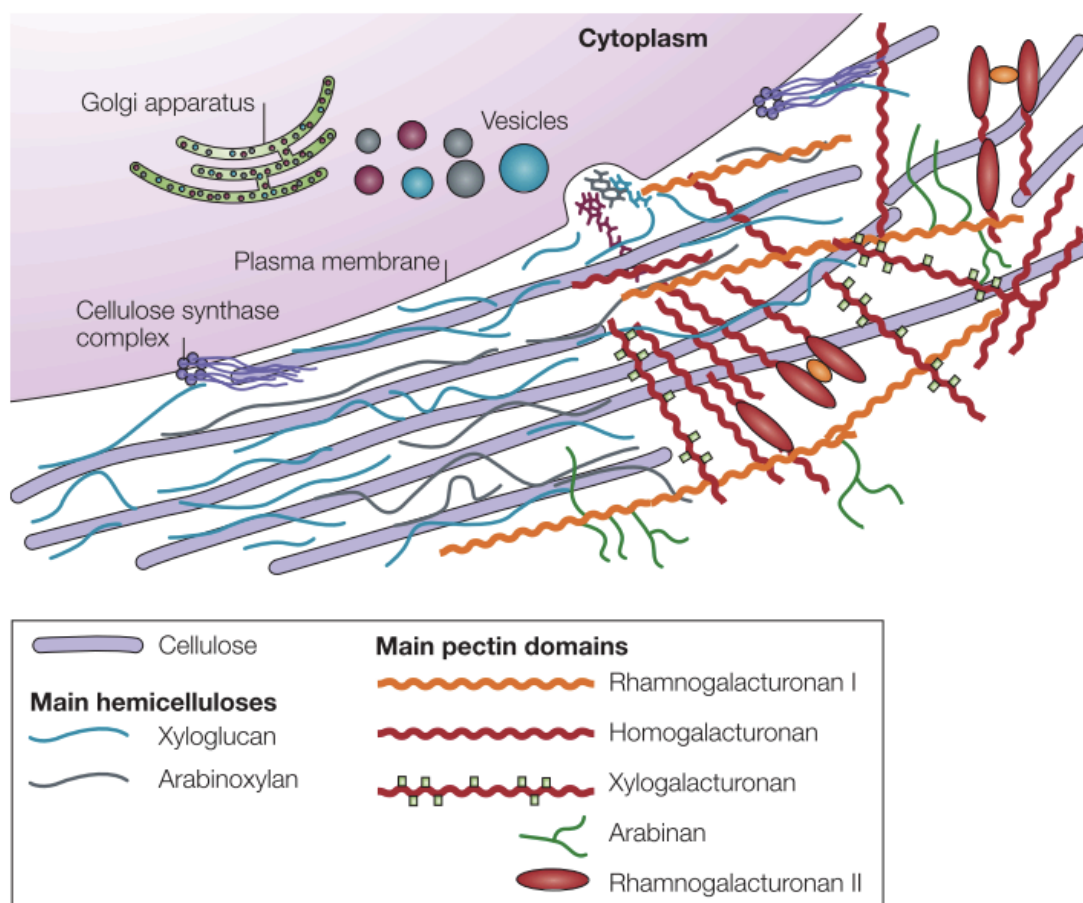 Cytoplasm
Golgi apparatus
Vesicles
Plasma membrane
Cellulose synthase
complex
Cellulose
Main hemicelluloses
Xyloglucan
Arabinoxylan
Main pectin domains
Rhamnogalacturonan I
Homogalacturonan
Xylogalacturonan
Arabinan
Rhamnogalacturonan II